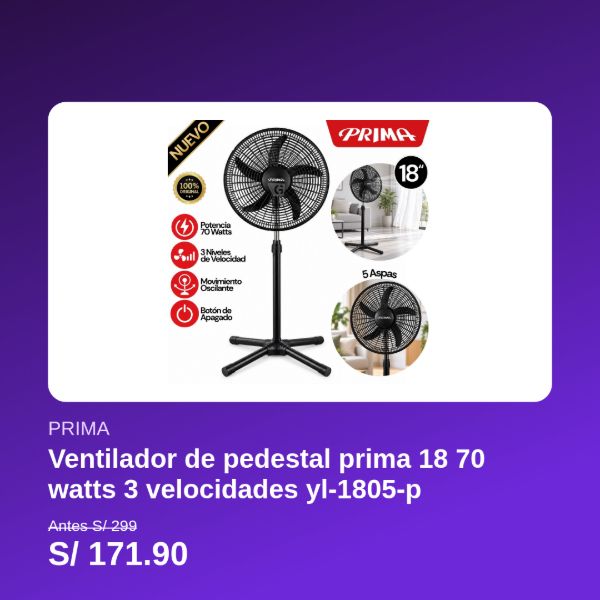 NUEVO
100%
ORIGINAL
PRIMA
18"
Potencia
70 Watts
3 Niveles
de Velocidad
Movimiento
Oscilante
Botón de
Apagado
5 Aspas
PRIMA
Ventilador de pedestal prima 18 70
watts 3 velocidades yl-1805-p
Antes S/ 299
S/ 171.90